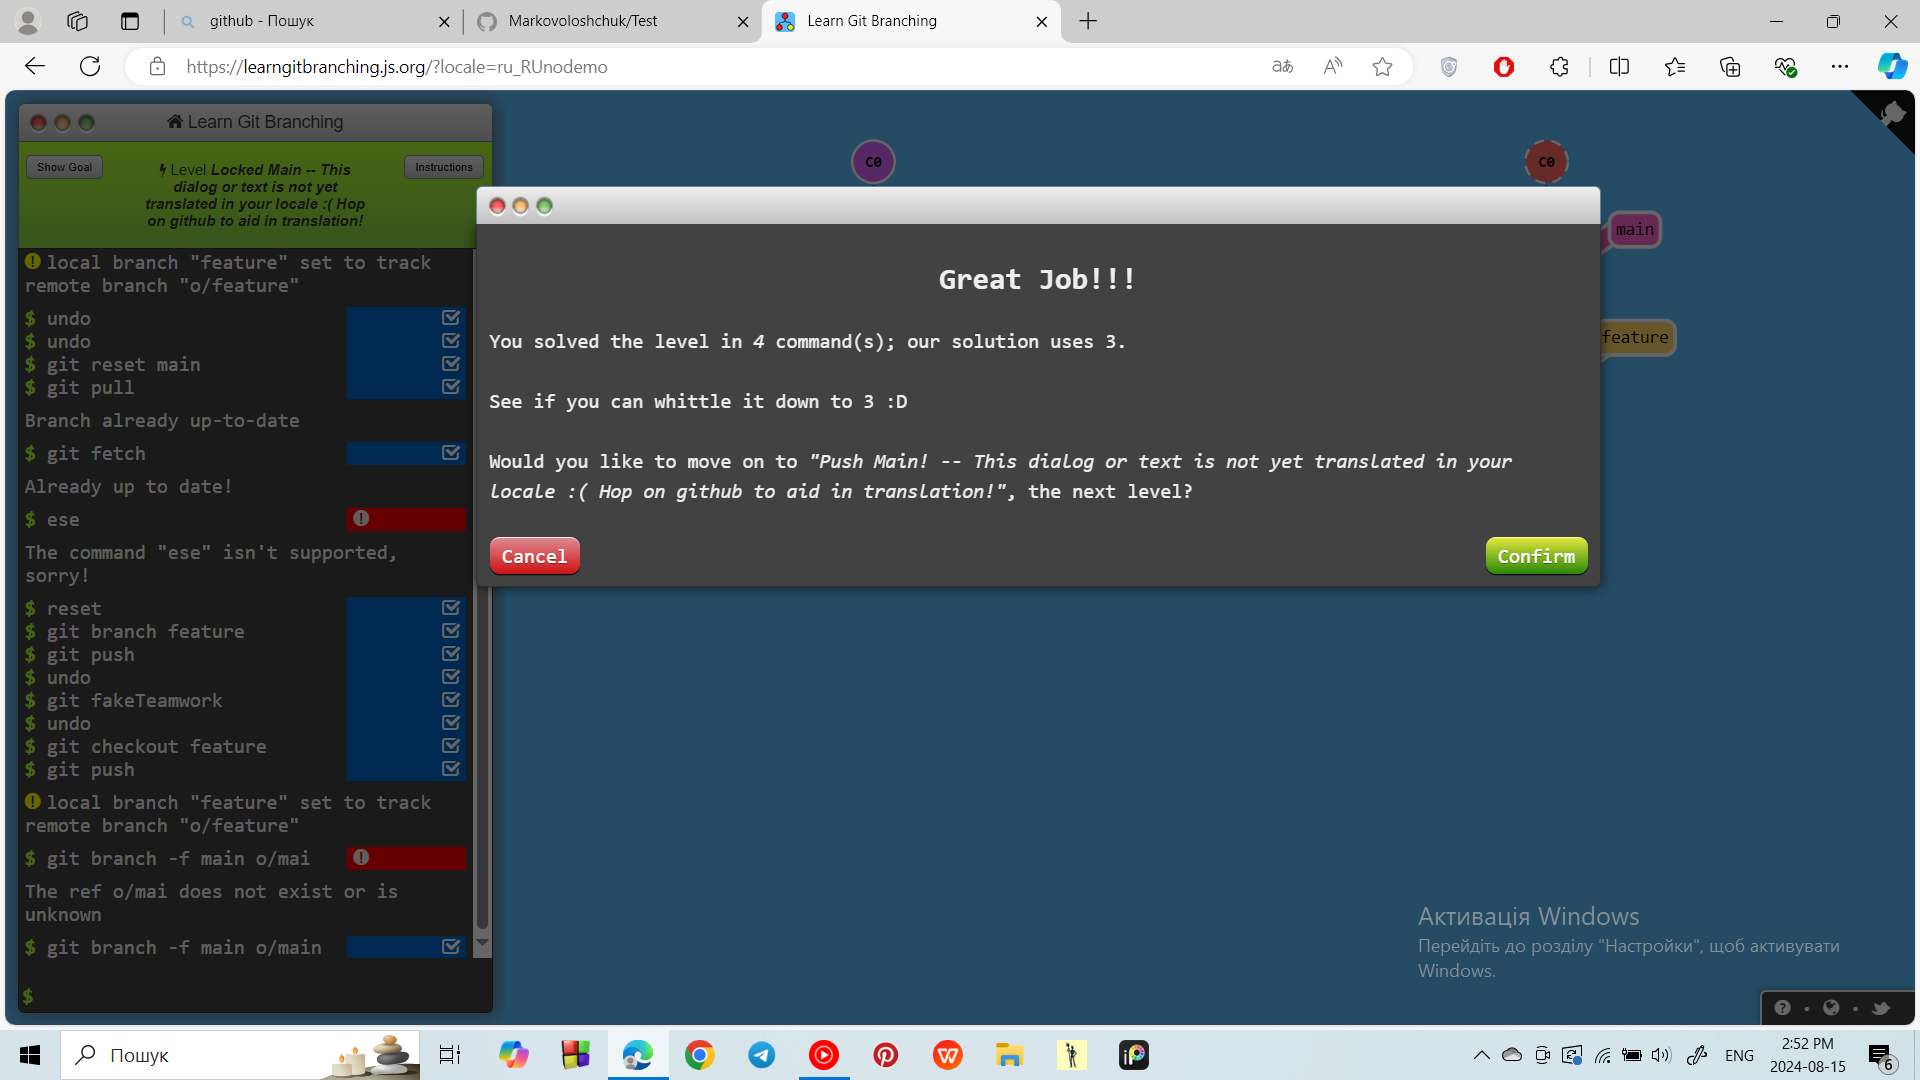 github - Пошук
Markovoloshchuk/Test
Learn Git Branching
https://learngitbranching.js.org/?locale=ru_RUnodemo
Learn Git Branching
Show Goal
Level Locked Main -- This
dialog or text is not yet
translated in your locale :( Hop
on github to aid in translation!
Instructions
local branch "feature" set to track
remote branch "o/feature"
$ undo
$ undo
$ git reset main
$ git pull
Branch already up-to-date
$ git fetch
Already up to date!
$ ese
The command "ese" isn't supported,
sorry!
$ reset
$ git branch feature
$ git push
$ undo
$ git fakeTeamwork
$ undo
$ git checkout feature
$ git push
local branch "feature" set to track
remote branch "o/feature"
$ git branch -f main o/mai
The ref o/mai does not exist or is
unknown
$ git branch -f main o/main
$
C0
C0
main
feature
Great Job!!!
You solved the level in 4 command(s); our solution uses 3.
See if you can whittle it down to 3 :D
Would you like to move on to "Push Main! -- This dialog or text is not yet translated in your
locale :( Hop on github to aid in translation!", the next level?
Cancel
Confirm
Активація Windows
Перейдіть до розділу "Настройки", щоб активувати
Windows.
Пошук
ENG
2:52 PM
2024-08-15
6